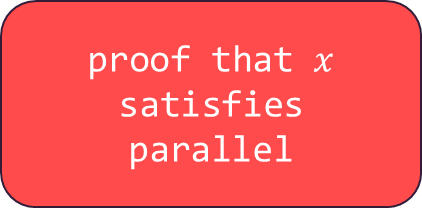 proof that 𝑥
satisfies
parallel